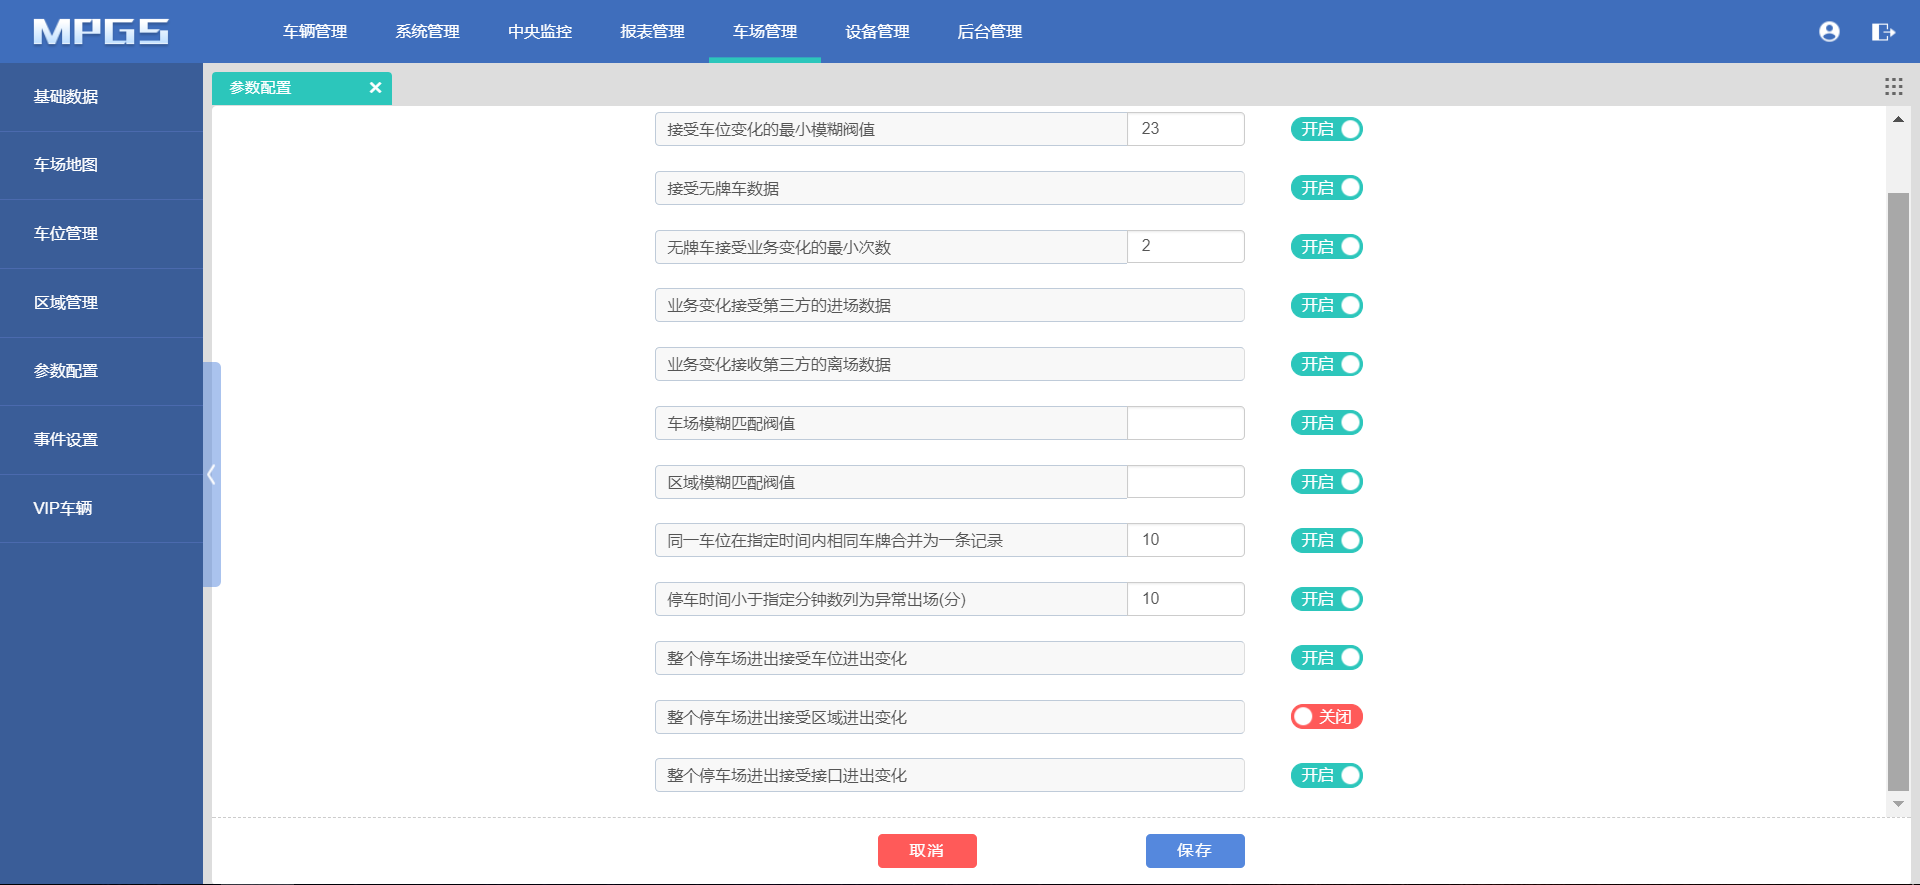 MPGS
车辆管理
系统管理
中央监控
报表管理
车场管理
设备管理
后台管理
基础数据
车场地图
车位管理
区域管理
参数配置
事件设置
VIP车辆
参数配置
接受车位变化的最小模糊阀值 23 开启
接受无牌车数据 开启
无牌车接受业务变化的最小次数 2 开启
业务变化接受第三方的进场数据 开启
业务变化接收第三方的离场数据 开启
车场模糊匹配阀值 开启
区域模糊匹配阀值 开启
同一车位在指定时间内相同车牌合并为一条记录 10 开启
停车时间小于指定分钟数列为异常出场(分) 10 开启
整个停车场进出接受车位进出变化 开启
整个停车场进出接受区域进出变化 关闭
整个停车场进出接受接口进出变化 开启
取消
保存